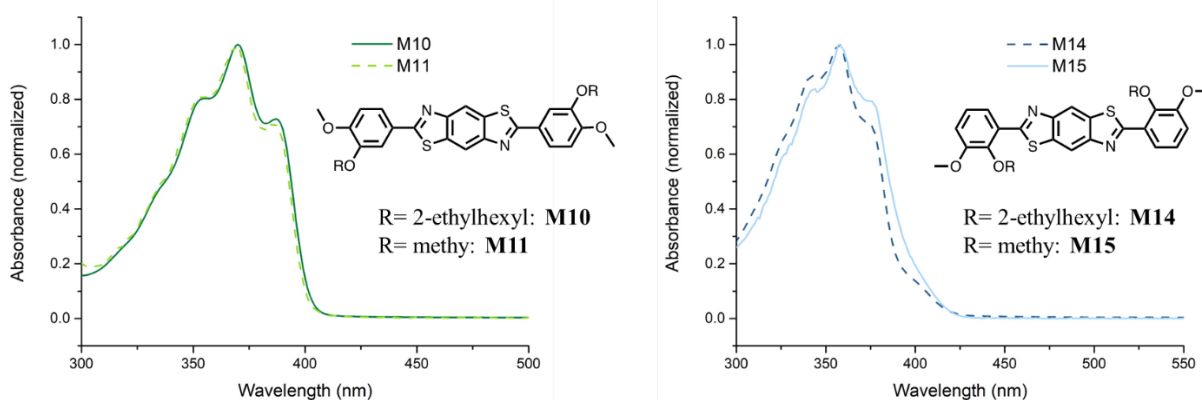 1.0
0.8
0.6
0.4
0.2
0.0
Absorbance (normalized)
300
350
400
450
500
Wavelength (nm)
M10
M11
OR
O
N
S
S
N
O
RO
R= 2-ethylhexyl: M10
R= methy: M11
1.0
0.8
0.6
0.4
0.2
0.0
Absorbance (normalized)
300
350
400
450
500
550
Wavelength (nm)
M14
M15
RO
O
N
S
S
N
O
OR
R= 2-ethylhexyl: M14
R= methy: M15